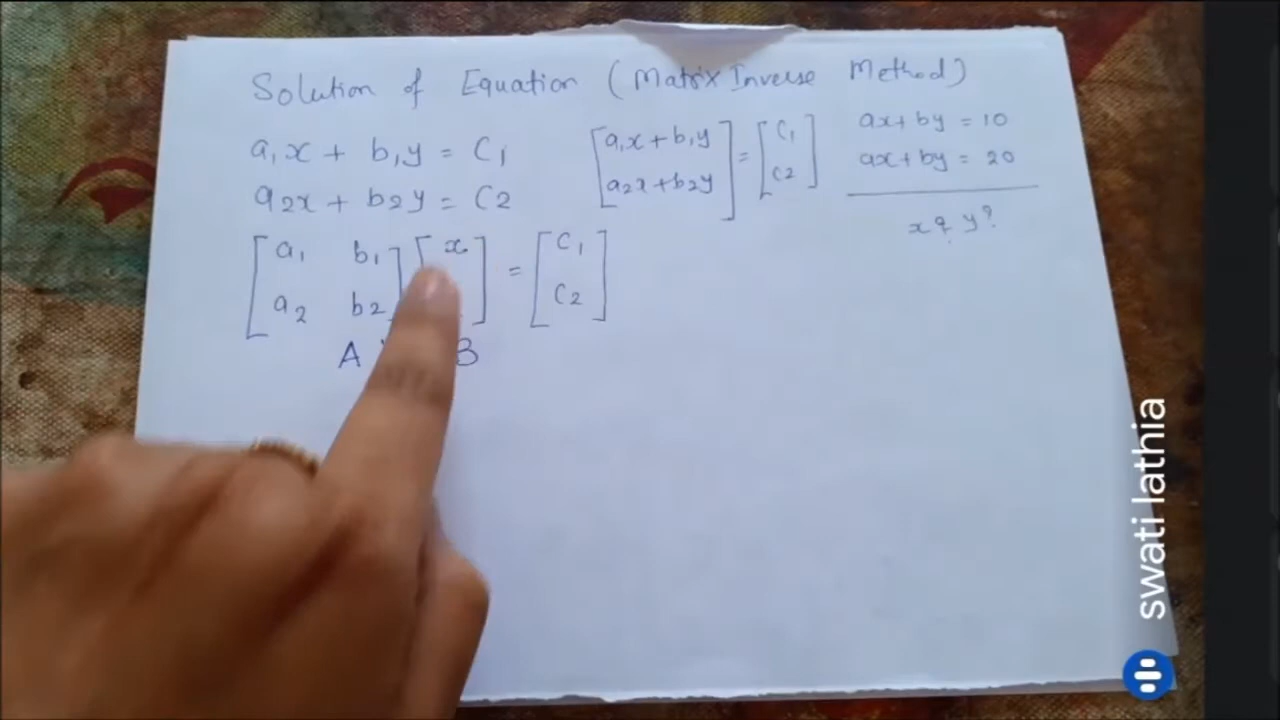 Solution of Equation (Matrix Inverse Method)
a1x + b1y = C1
a2x + b2y = C2
[a1x + b1y] = [C1]
[a2x + b2y] [C2]
ax + by = 10
ax + by = 20
x & y?
[a1 b1] [x] = [C1]
[a2 b2] [C2]
A B
swati lathia